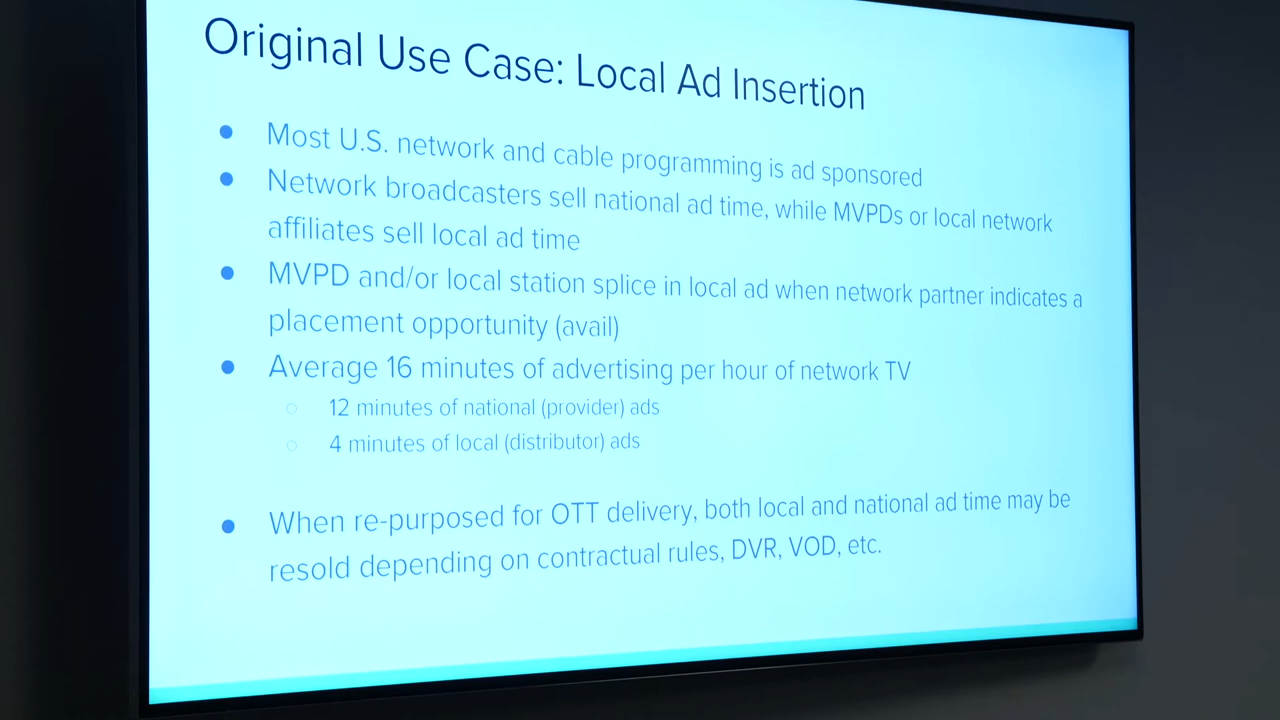 Original Use Case: Local Ad Insertion
● Most U.S. network and cable programming is ad sponsored
● Network broadcasters sell national ad time, while MVPDs or local network
affiliates sell local ad time
● MVPD and/or local station splice in local ad when network partner indicates a
placement opportunity (avail)
● Average 16 minutes of advertising per hour of network TV
○ 12 minutes of national (provider) ads
○ 4 minutes of local (distributor) ads
● When re-purposed for OTT delivery, both local and national ad time may be
resold depending on contractual rules, DVR, VOD, etc.